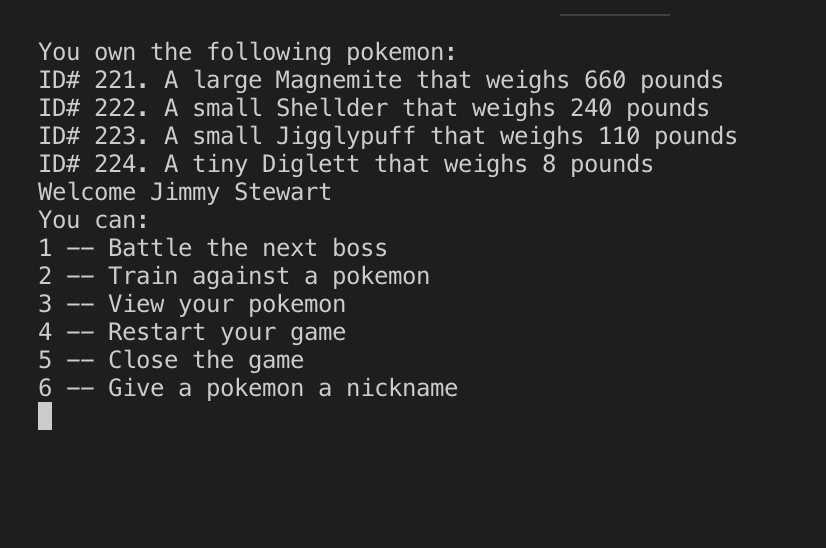 You own the following pokemon:
ID# 221. A large Magnemite that weighs 660 pounds
ID# 222. A small Shellder that weighs 240 pounds
ID# 223. A small Jigglypuff that weighs 110 pounds
ID# 224. A tiny Diglett that weighs 8 pounds
Welcome Jimmy Stewart
You can:
1 -- Battle the next boss
2 -- Train against a pokemon
3 -- View your pokemon
4 -- Restart your game
5 -- Close the game
6 -- Give a pokemon a nickname